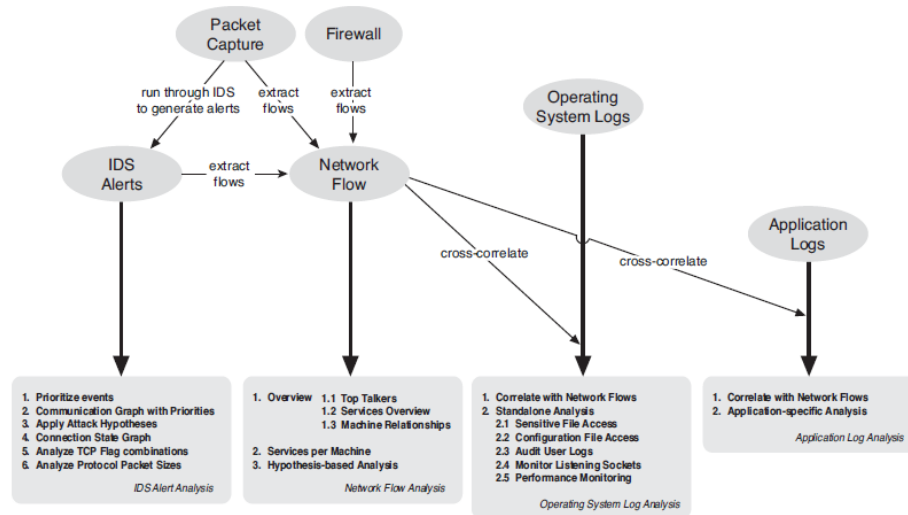 Packet
Capture
Firewall
run through IDS
to generate alerts
extract
flows
extract
flows
Operating
System Logs
IDS
Alerts
extract
flows
Network
Flow
Application
Logs
cross-correlate
cross-correlate
1. Prioritize events
2. Communication Graph with Priorities
3. Apply Attack Hypotheses
4. Connection State Graph
5. Analyze TCP Flag combinations
6. Analyze Protocol Packet Sizes
IDS Alert Analysis
1. Overview 1.1 Top Talkers
1.2 Services Overview
1.3 Machine Relationships
2. Services per Machine
3. Hypothesis-based Analysis
Network Flow Analysis
1. Correlate with Network Flows
2. Standalone Analysis
2.1 Sensitive File Access
2.2 Configuration File Access
2.3 Audit User Logs
2.4 Monitor Listening Sockets
2.5 Performance Monitoring
Operating System Log Analysis
1. Correlate with Network Flows
2. Application-specific Analysis
Application Log Analysis